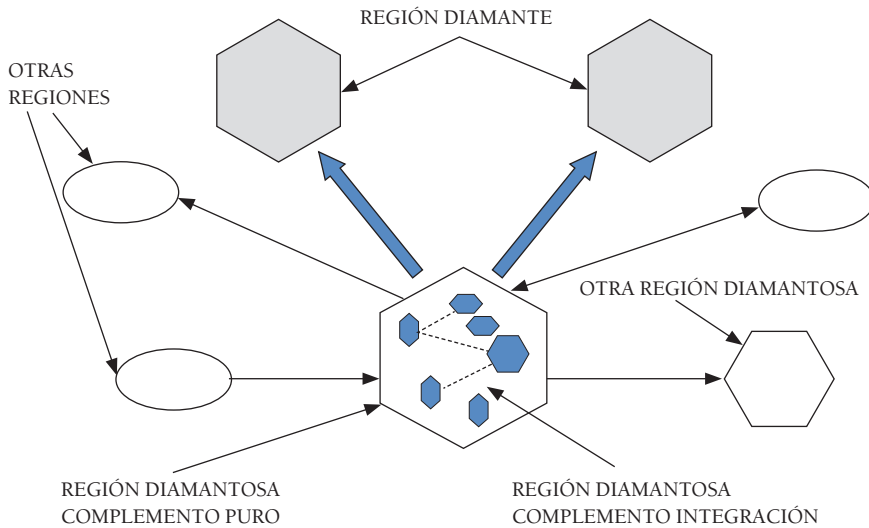 REGIÓN DIAMANTE
OTRAS
REGIONES
OTRA REGIÓN DIAMANTOSA
REGIÓN DIAMANTOSA
COMPLEMENTO PURO
REGIÓN DIAMANTOSA
COMPLEMENTO INTEGRACIÓN